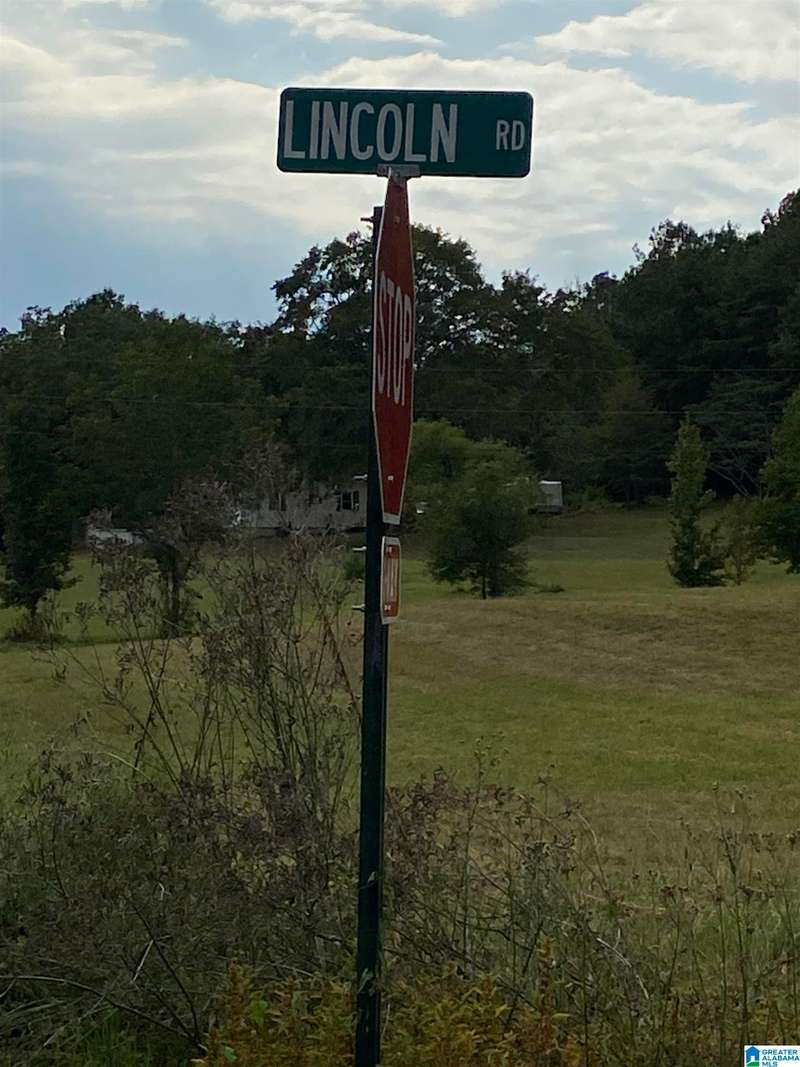 LINCOLN RD
STOP
GREATER
ALABAMA
MLS